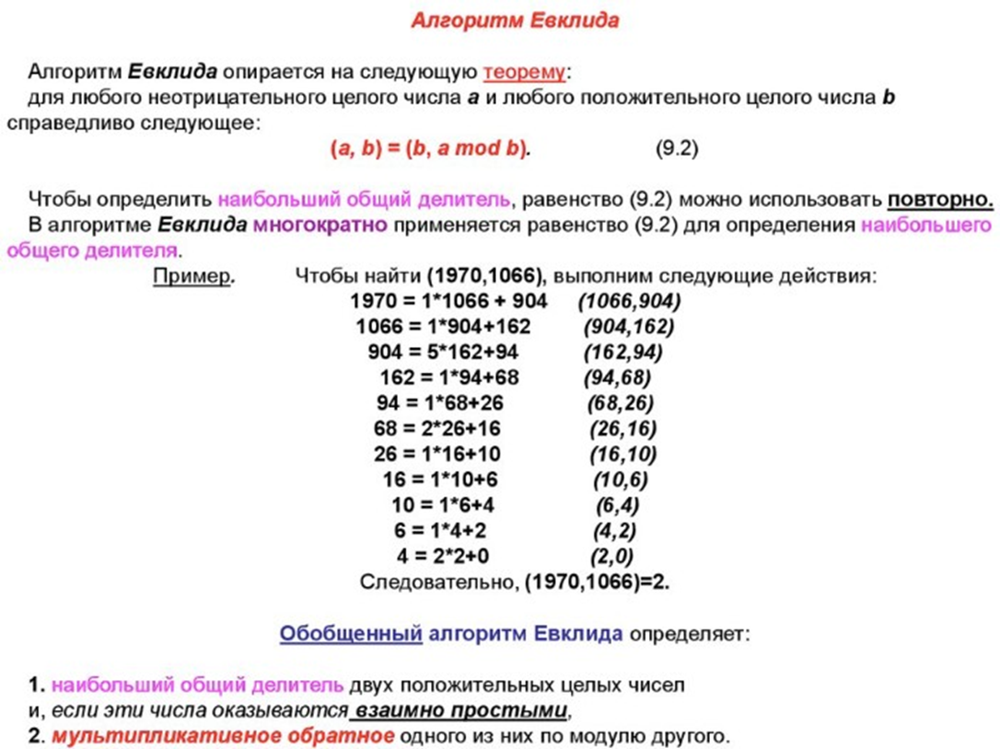 Алгоритм Евклида
Алгоритм Евклида опирается на следующую теорему:
для любого неотрицательного целого числа a и любого положительного целого числа b
справедливо следующее:
(a, b) = (b, a mod b). (9.2)
Чтобы определить наибольший общий делитель, равенство (9.2) можно использовать повторно.
В алгоритме Евклида многократно применяется равенство (9.2) для определения наибольшего
общего делителя.
Пример. Чтобы найти (1970,1066), выполним следующие действия:
1970 = 1*1066 + 904 (1066,904)
1066 = 1*904+162 (904,162)
904 = 5*162+94 (162,94)
162 = 1*94+68 (94,68)
94 = 1*68+26 (68,26)
68 = 2*26+16 (26,16)
26 = 1*16+10 (16,10)
16 = 1*10+6 (10,6)
10 = 1*6+4 (6,4)
6 = 1*4+2 (4,2)
4 = 2*2+0 (2,0)
Следовательно, (1970,1066)=2.
Обобщенный алгоритм Евклида определяет:
1. наибольший общий делитель двух положительных целых чисел
и, если эти числа оказываются взаимно простыми,
2. мультипликативное обратное одного из них по модулю другого.